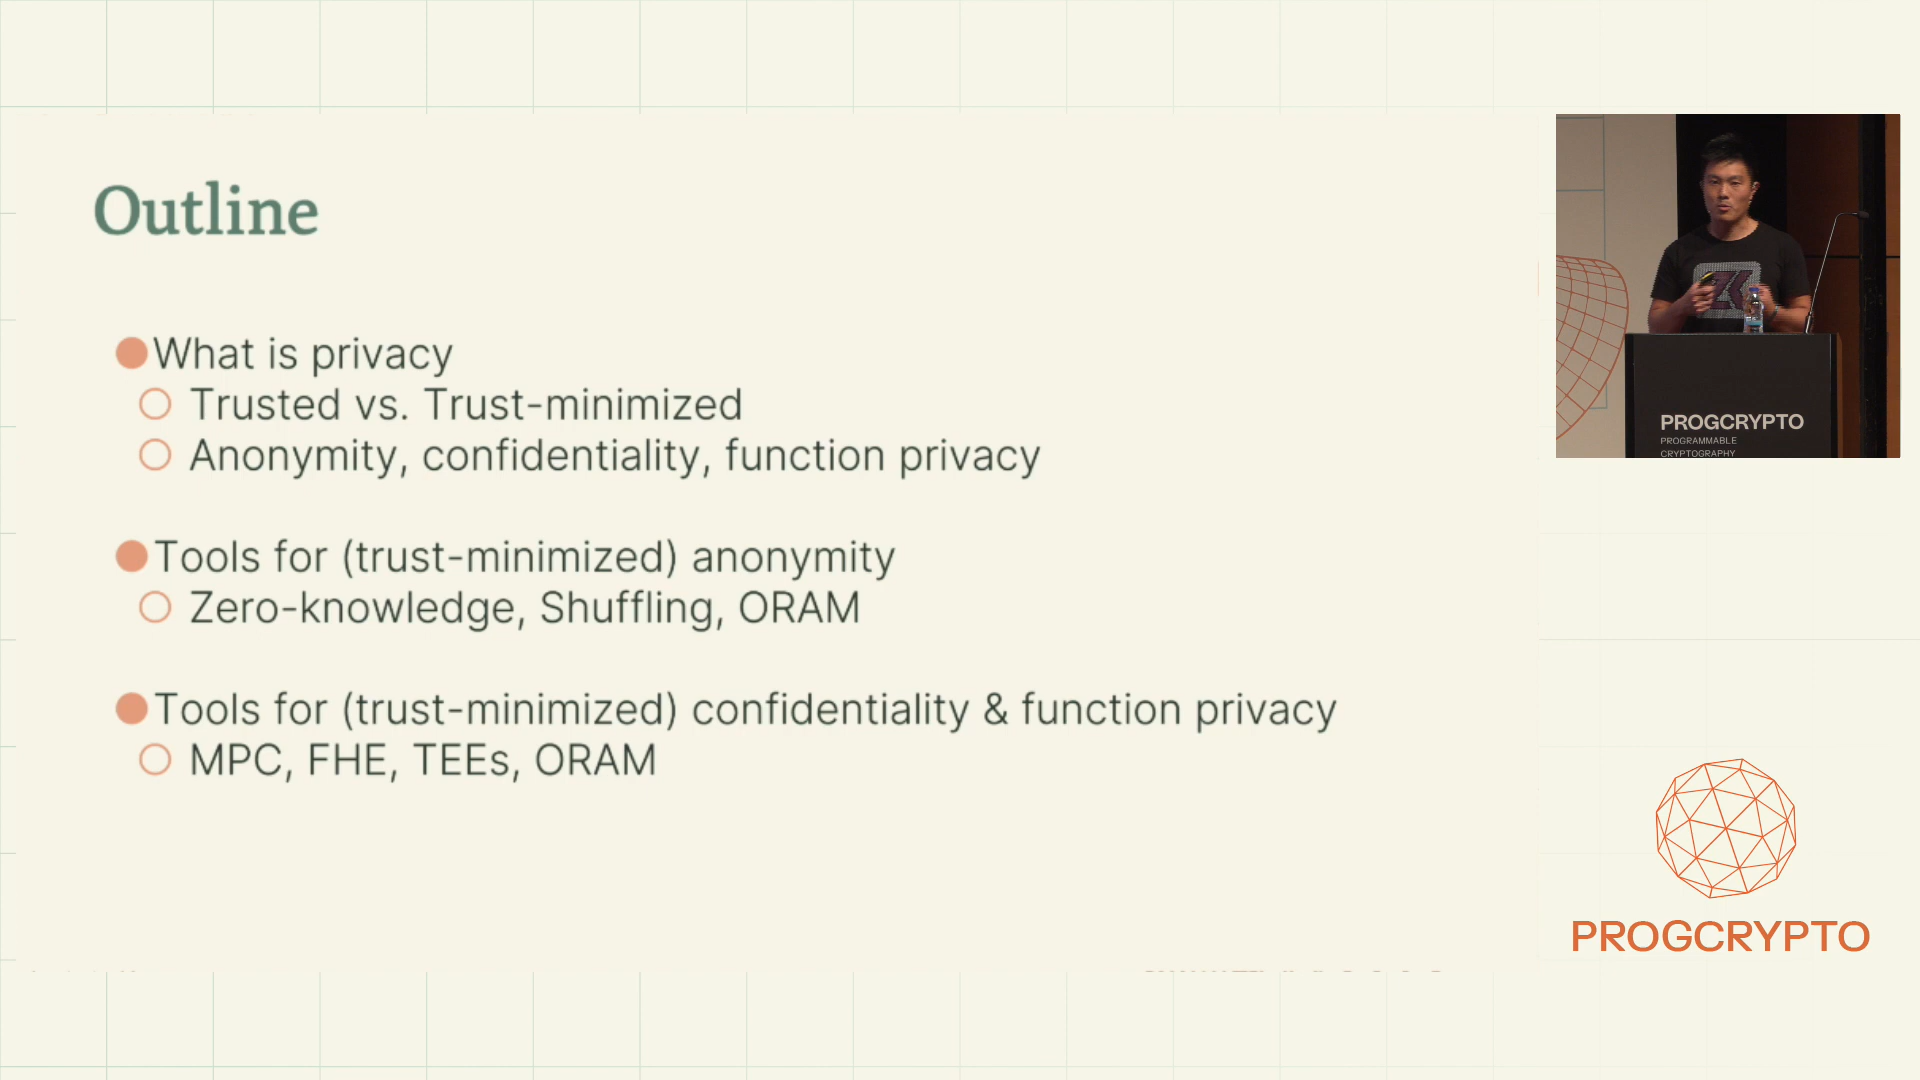 Outline
What is privacy
Trusted vs. Trust-minimized
Anonymity, confidentiality, function privacy
Tools for (trust-minimized) anonymity
Zero-knowledge, Shuffling, ORAM
Tools for (trust-minimized) confidentiality & function privacy
MPC, FHE, TEEs, ORAM
ZK
PROGCRYPTO
PROGRAMMABLE
CRYPTOGRAPHY
PROGCRYPTO